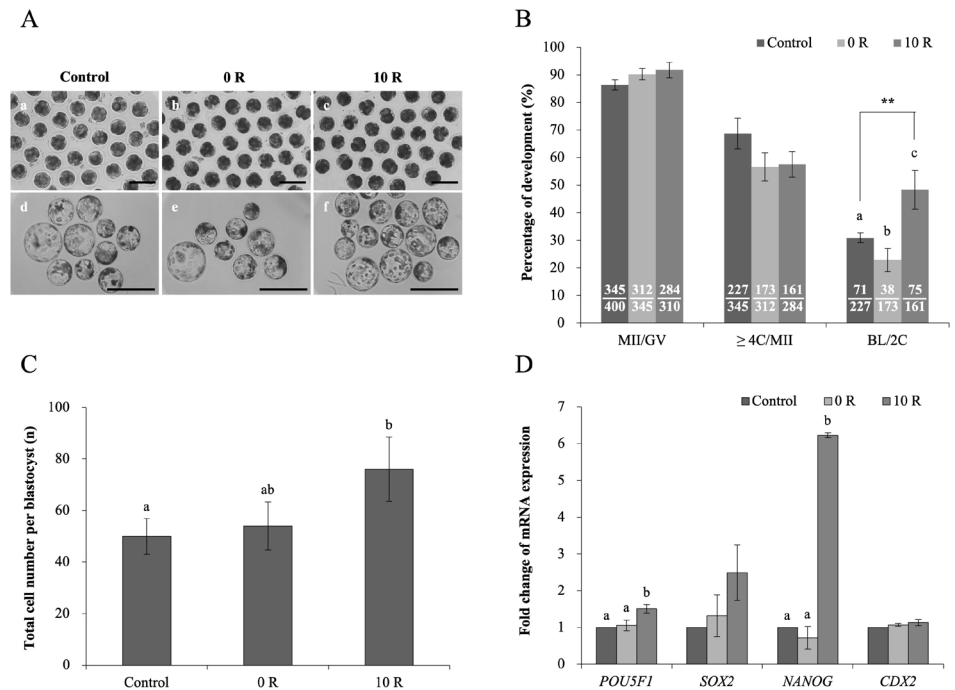 A
Control 0 R 10 R
a b c
d e f
B
Control 0 R 10 R
Percentage of development (%)
100
90
80
70
60
50
40
30
20
10
0
**
a b c
345 312 284 227 173 161 71 38 75
400 345 310 345 312 284 227 173 161
MII/GV ≥ 4C/MII BL/2C
C
Total cell number per blastocyst (n)
100
80
60
40
20
0
a ab b
Control 0 R 10 R
D
Control 0 R 10 R
Fold change of mRNA expression
7
6
5
4
3
2
1
0
a a b a a b
POU5F1 SOX2 NANOG CDX2